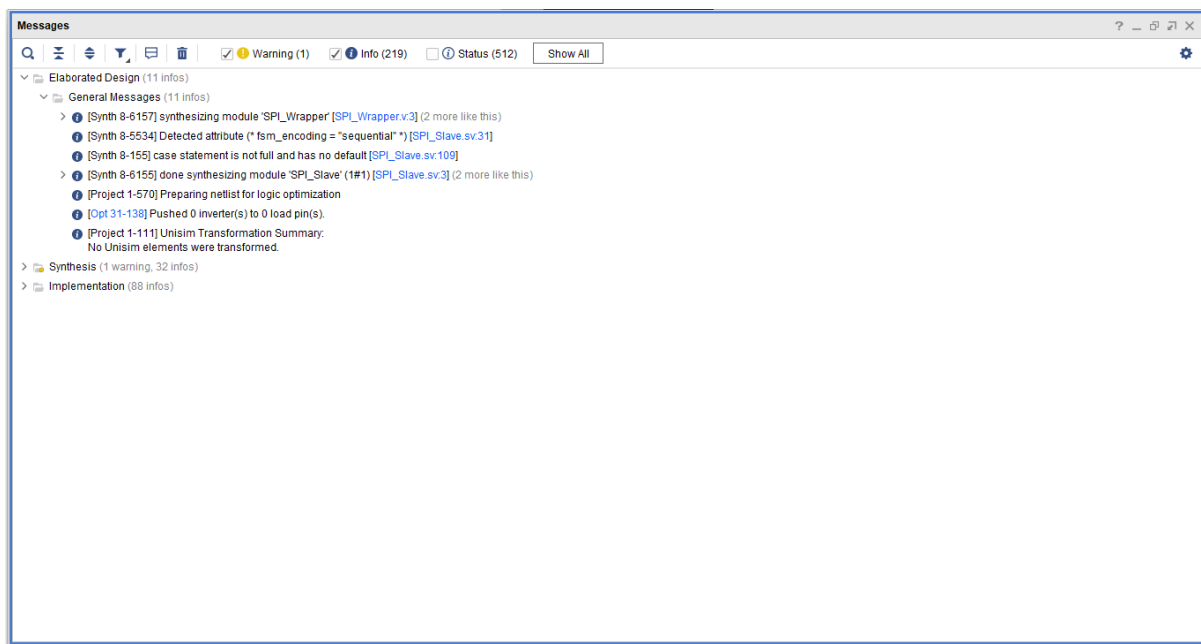 Messages
Warning (1) Info (219) Status (512) Show All
Elaborated Design (11 infos)
General Messages (11 infos)
[Synth 8-6157] synthesizing module 'SPI_Wrapper' [SPI_Wrapper.v:3] (2 more like this)
[Synth 8-5534] Detected attribute (* fsm_encoding = "sequential" *) [SPI_Slave.sv:31]
[Synth 8-155] case statement is not full and has no default [SPI_Slave.sv:109]
[Synth 8-6155] done synthesizing module 'SPI_Slave' (1#1) [SPI_Slave.sv:3] (2 more like this)
[Project 1-570] Preparing netlist for logic optimization
[Opt 31-138] Pushed 0 inverter(s) to 0 load pin(s).
[Project 1-111] Unisim Transformation Summary:
No Unisim elements were transformed.
Synthesis (1 warning, 32 infos)
Implementation (88 infos)